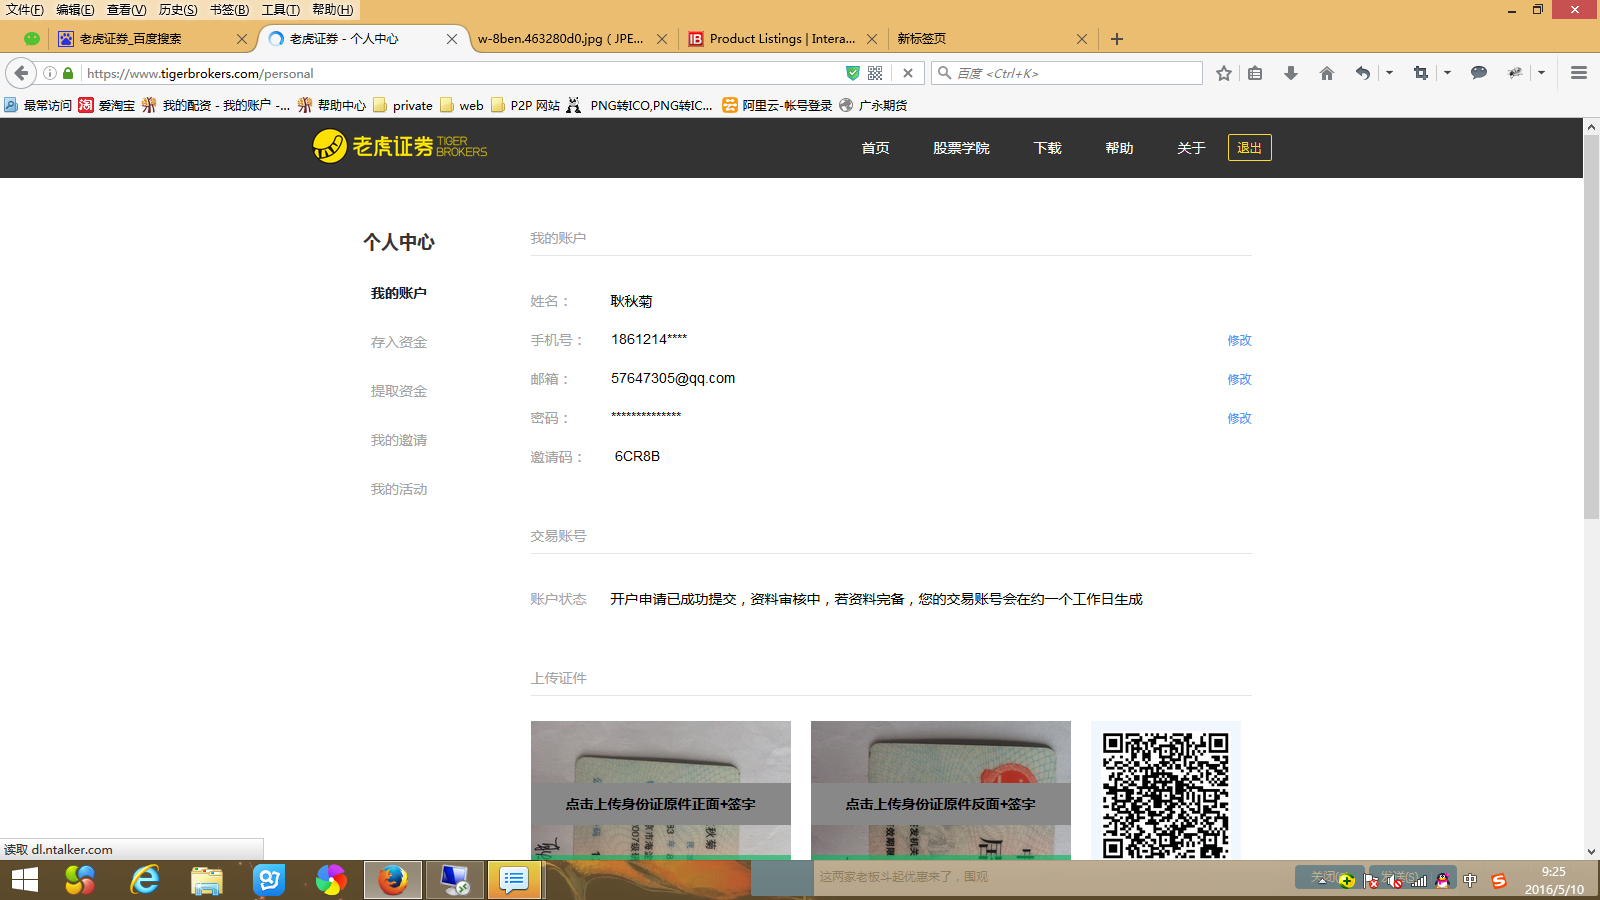 文件(F) 编辑(E) 查看(V) 历史(S) 书签(B) 工具(T) 帮助(H)
老虎证券_百度搜索
老虎证券 - 个人中心
w-8ben.463280d0.jpg ( JPE...
IB Product Listings | Intera...
新标签页
https://www.tigerbrokers.com/personal
百度 <Ctrl+K>
最常访问 淘 爱淘宝 我的配资 - 我的账户 -... 帮助中心 private web P2P 网站 PNG转ICO,PNG转IC... 阿里云-帐号登录 广永期货
老虎证券 TIGER BROKERS
首页 股票学院 下载 帮助 关于 退出
个人中心
我的账户
存入资金
提取资金
我的邀请
我的活动
我的账户
姓名： 耿秋菊
手机号： 1861214**** 修改
邮箱： 57647305@qq.com 修改
密码： ************** 修改
邀请码： 6CR8B
交易账号
账户状态 开户申请已成功提交，资料审核中，若资料完备，您的交易账号会在约一个工作日生成
上传证件
点击上传身份证原件正面+签字
点击上传身份证原件反面+签字
读取 dl.ntalker.com
这两家老板斗起优惠来了，围观
中
9:25
2016/5/10